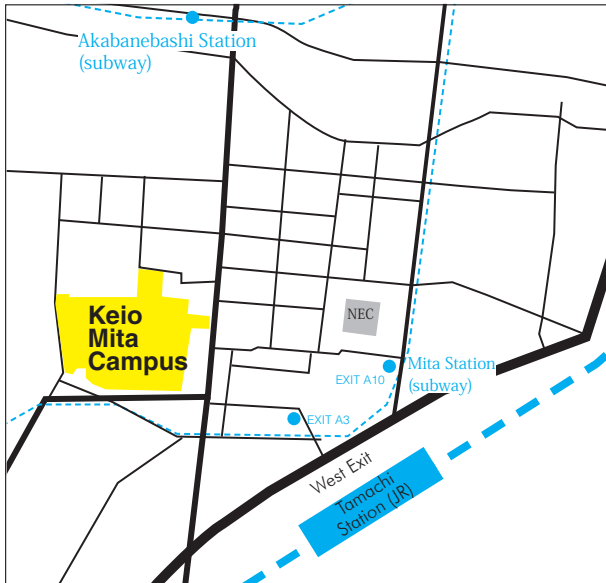 Akabanebashi Station
(subway)
Keio
Mita
Campus
NEC
Mita Station
(subway)
EXIT A10
EXIT A3
West Exit
Tamachi
Station (JR)